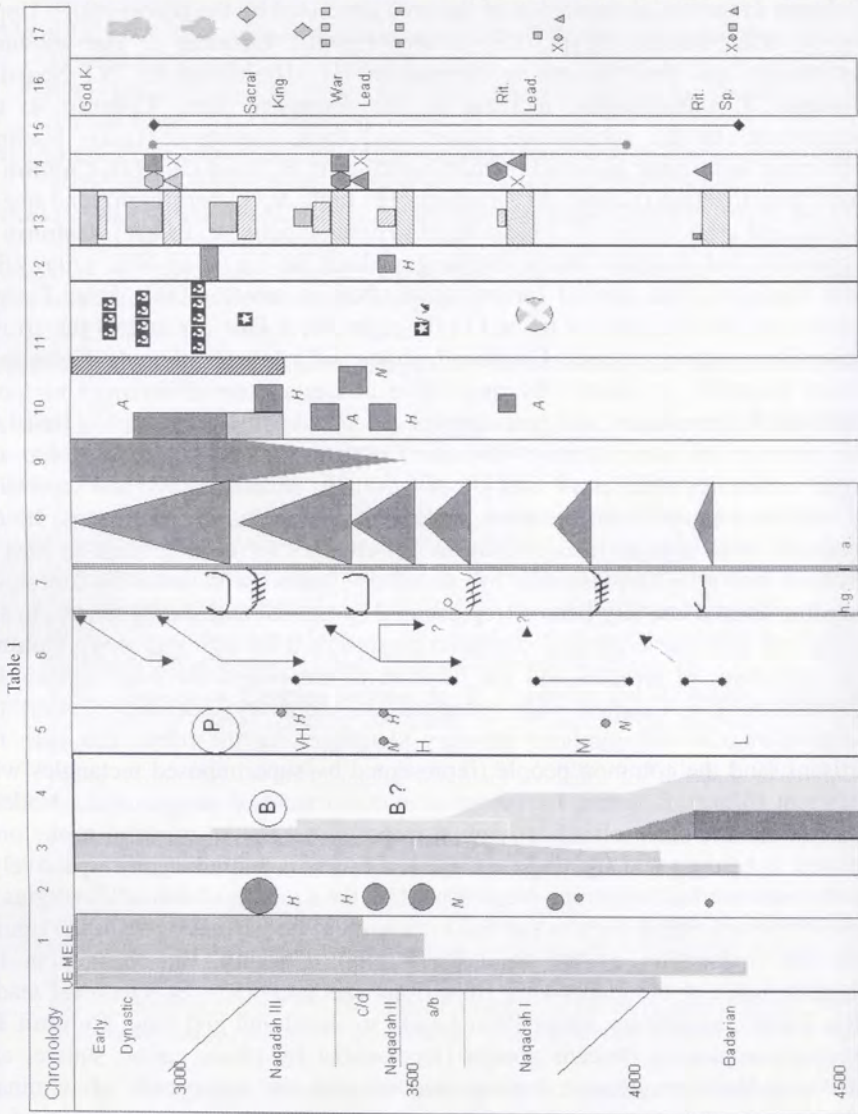 Table 1
Chronology
UE ME LE
1 2 3 4 5 6 7 8 9 10 11 12 13 14 15 16 17
Early
Dynastic
3000
Naqadah III
c/d
Naqadah II
3500
a/b
Naqadah I
4000
Badarian
4500
H
H
N
B
B ?
P
VH
H
H
N
H
M
N
L
?
?
h.g.
a.
A
H
N
A
H
A
H
God K.
Sacral
King
War
Lead.
Rit.
Lead.
Rit.
Sp.
X
X
X
X
X